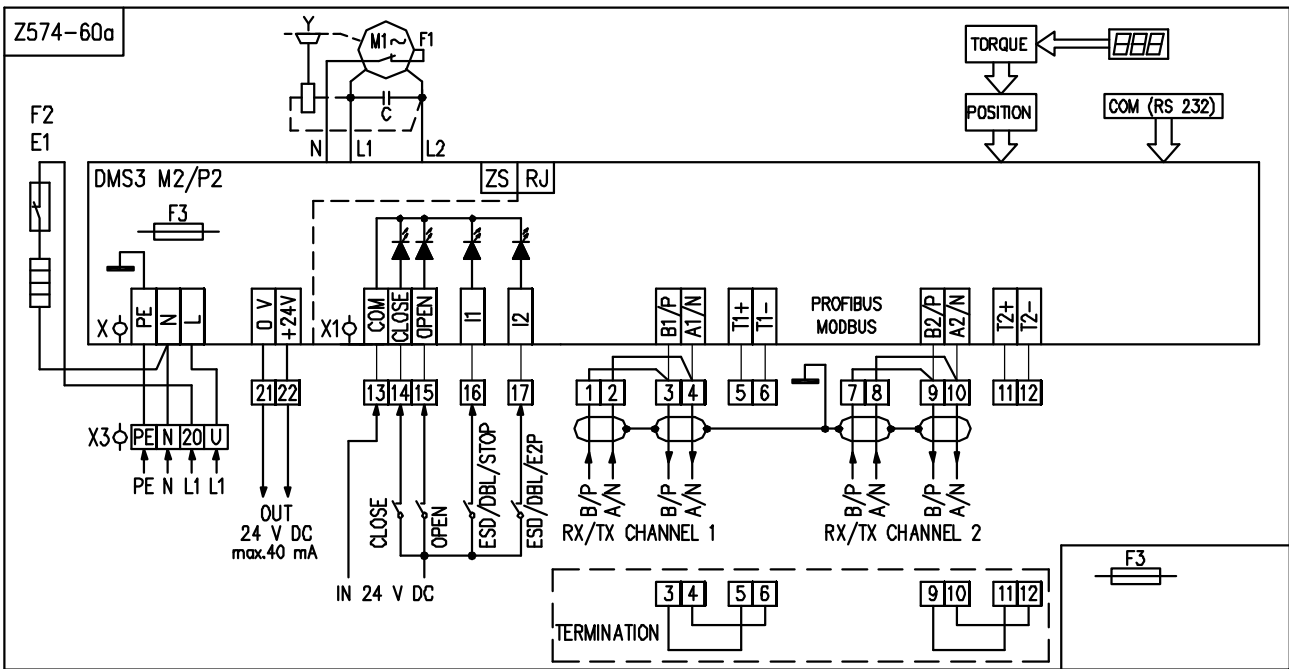 Z574-60a
Y
M1~
F1
TORQUE
888
POSITION
COM (RS 232)
C
F2
E1
N
L1
L2
DMS3 M2/P2
ZS
RJ
F3
X
PE
N
L
0 V
+24V
X1
COM
CLOSE
OPEN
I1
I2
B1/P
A1/N
T1+
T1-
PROFIBUS
MODBUS
B2/P
A2/N
T2+
T2-
21
22
13
14
15
16
17
1
2
3
4
5
6
7
8
9
10
11
12
X3
PE
N
20
U
PE
N
L1
L1
OUT
24 V DC
max.40 mA
CLOSE
OPEN
ESD/DBL/STOP
ESD/DBL/E2P
IN 24 V DC
B/P
A/N
B/P
A/N
RX/TX CHANNEL 1
B/P
A/N
B/P
A/N
RX/TX CHANNEL 2
TERMINATION
3
4
5
6
9
10
11
12
F3